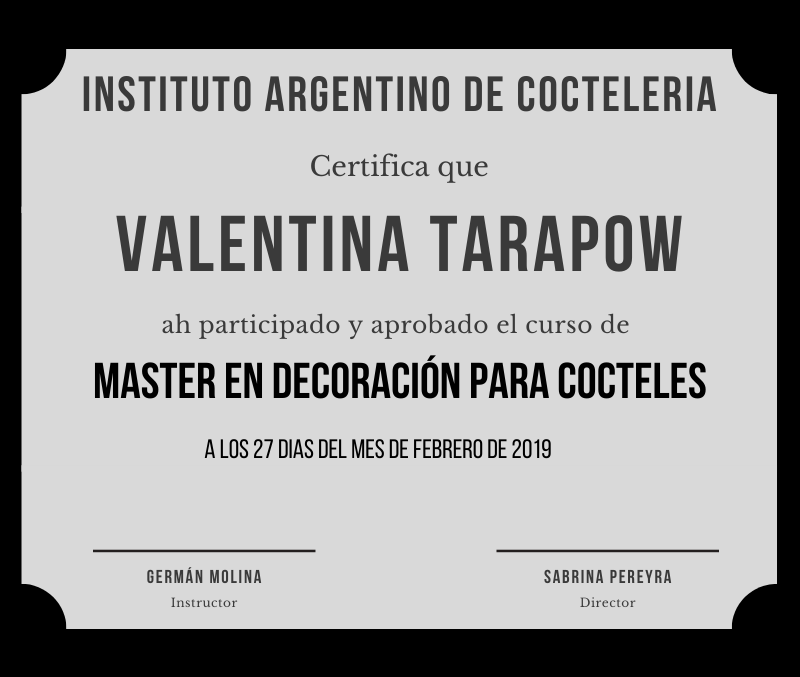 INSTITUTO ARGENTINO DE COCTELERIA
Certifica que
VALENTINA TARAPOW
ah participado y aprobado el curso de
MASTER EN DECORACIÓN PARA COCTELES
A LOS 27 DIAS DEL MES DE FEBRERO DE 2019
GERMÁN MOLINA
Instructor
SABRINA PEREYRA
Director